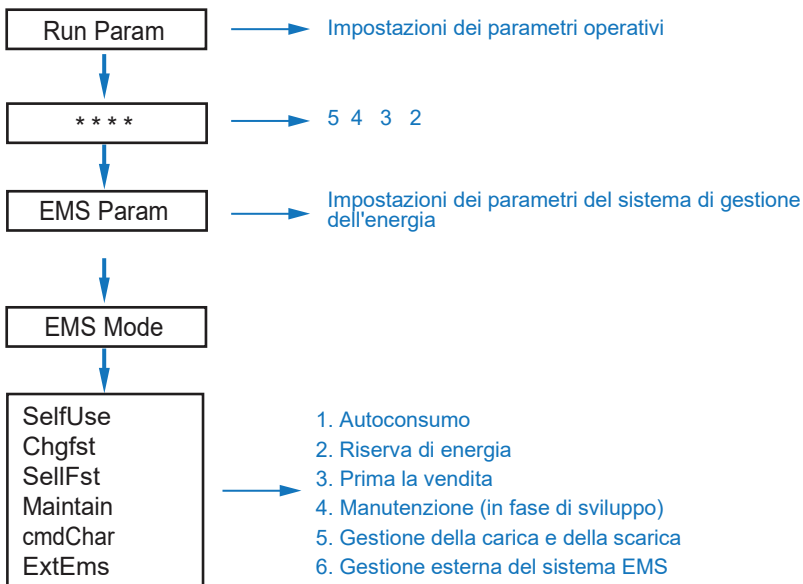 Run Param
Impostazioni dei parametri operativi
* * * *
5 4 3 2
EMS Param
Impostazioni dei parametri del sistema di gestione
dell'energia
EMS Mode
SelfUse
Chgfst
SellFst
Maintain
cmdChar
ExtEms
1. Autoconsumo
2. Riserva di energia
3. Prima la vendita
4. Manutenzione (in fase di sviluppo)
5. Gestione della carica e della scarica
6. Gestione esterna del sistema EMS